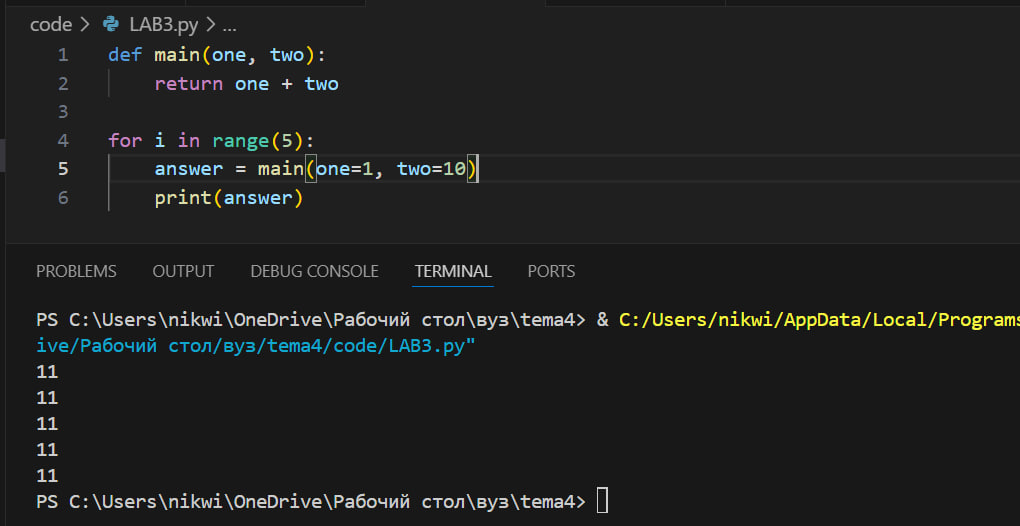 code > LAB3.py > ...
1 def main(one, two):
2 return one + two
3
4 for i in range(5):
5 answer = main(one=1, two=10)
6 print(answer)
PROBLEMS OUTPUT DEBUG CONSOLE TERMINAL PORTS
PS C:\Users\nikwi\OneDrive\Рабочий стол\вуз\tema4> & C:/Users/nikwi/AppData/Local/Programs
ive/Рабочий стол/вуз/tema4/code/LAB3.py"
11
11
11
11
11
PS C:\Users\nikwi\OneDrive\Рабочий стол\вуз\tema4>